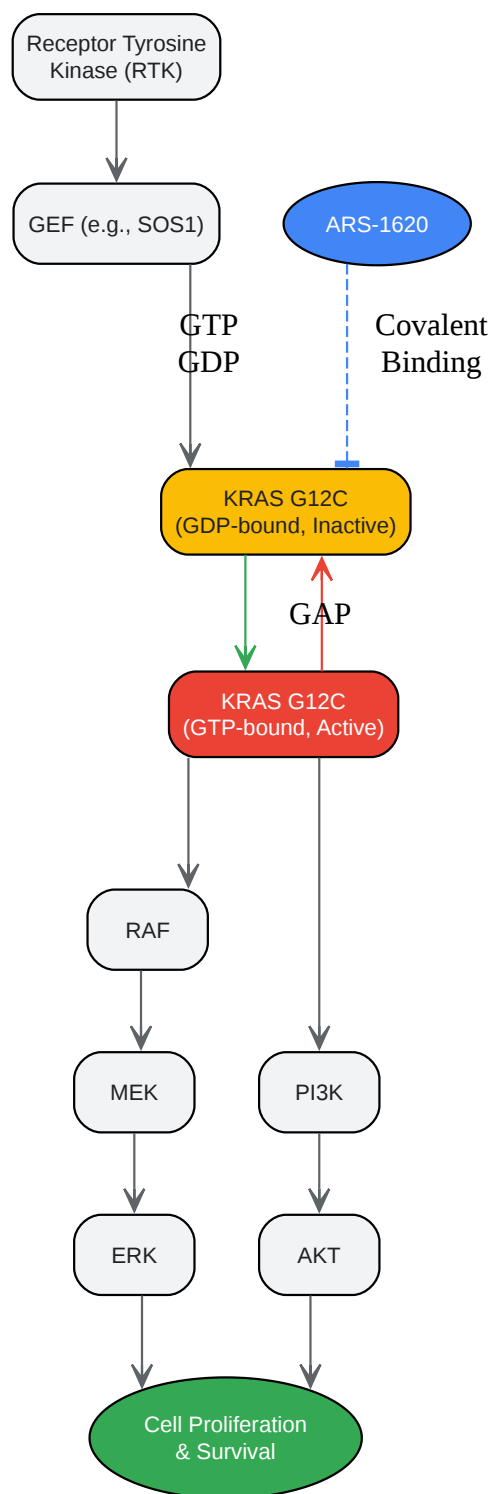 Receptor Tyrosine
Kinase (RTK)
GEF (e.g., SOS1)
ARS-1620
GTP
GDP
Covalent
Binding
KRAS G12C
(GDP-bound, Inactive)
GAP
KRAS G12C
(GTP-bound, Active)
RAF
MEK
PI3K
ERK
AKT
Cell Proliferation
& Survival